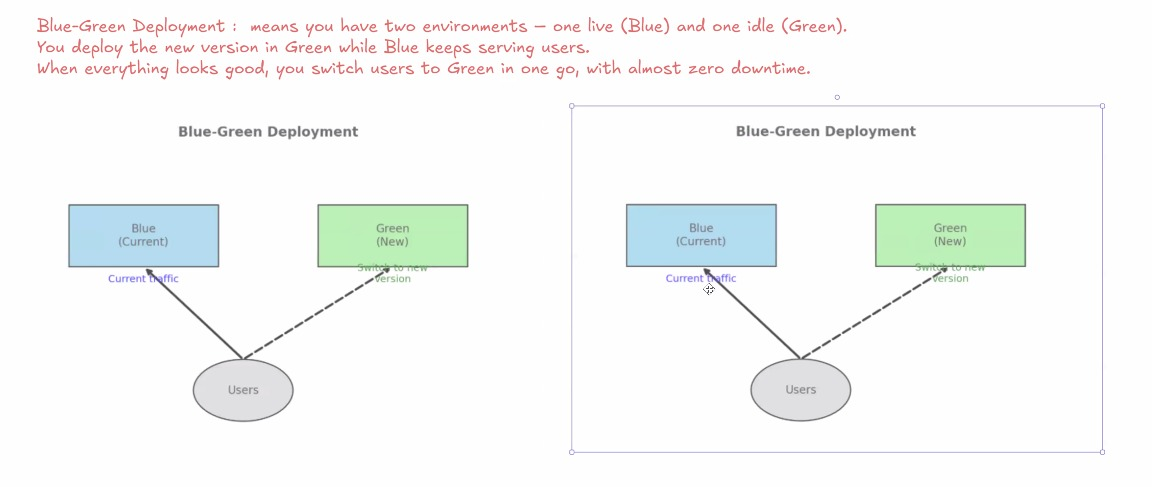 Blue-Green Deployment : means you have two environments — one live (Blue) and one idle (Green).
You deploy the new version in Green while Blue keeps serving users.
When everything looks good, you switch users to Green in one go, with almost zero downtime.
Blue-Green Deployment
Blue
(Current)
Green
(New)
Current traffic
Switch to new
version
Users
Blue-Green Deployment
Blue
(Current)
Green
(New)
Current traffic
Switch to new
version
Users